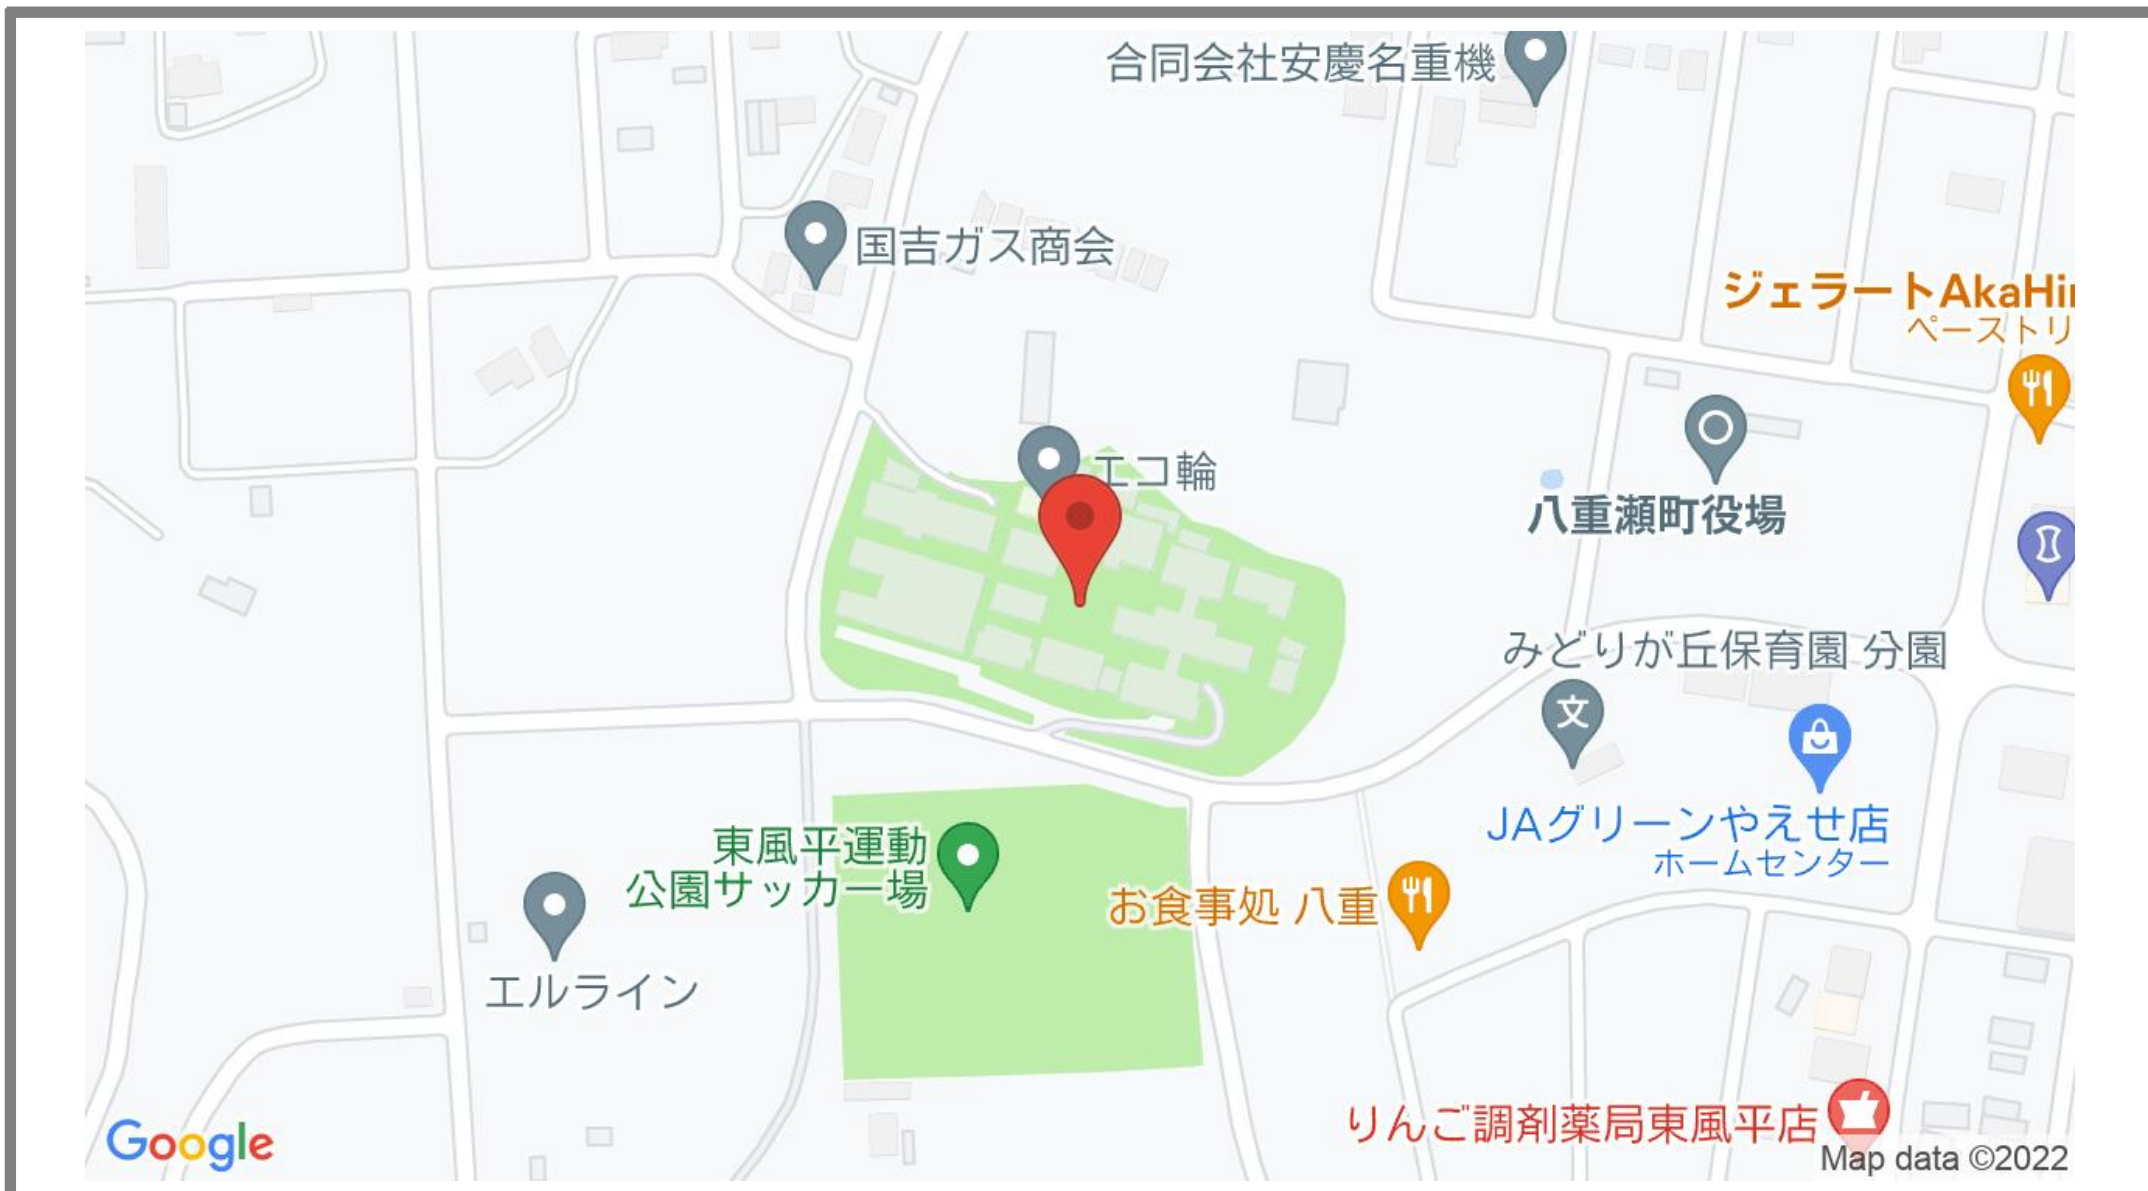 合同会社安慶名重機
国吉ガス商会
ジェラートAkaHi
ペーストリ
エコ輪
八重瀬町役場
文
みどりが丘保育園 分園
JAグリーンやえせ店
ホームセンター
東風平運動
公園サッカー場
お食事処 八重
エルライン
りんご調剤薬局東風平店
Google
Map data ©2022